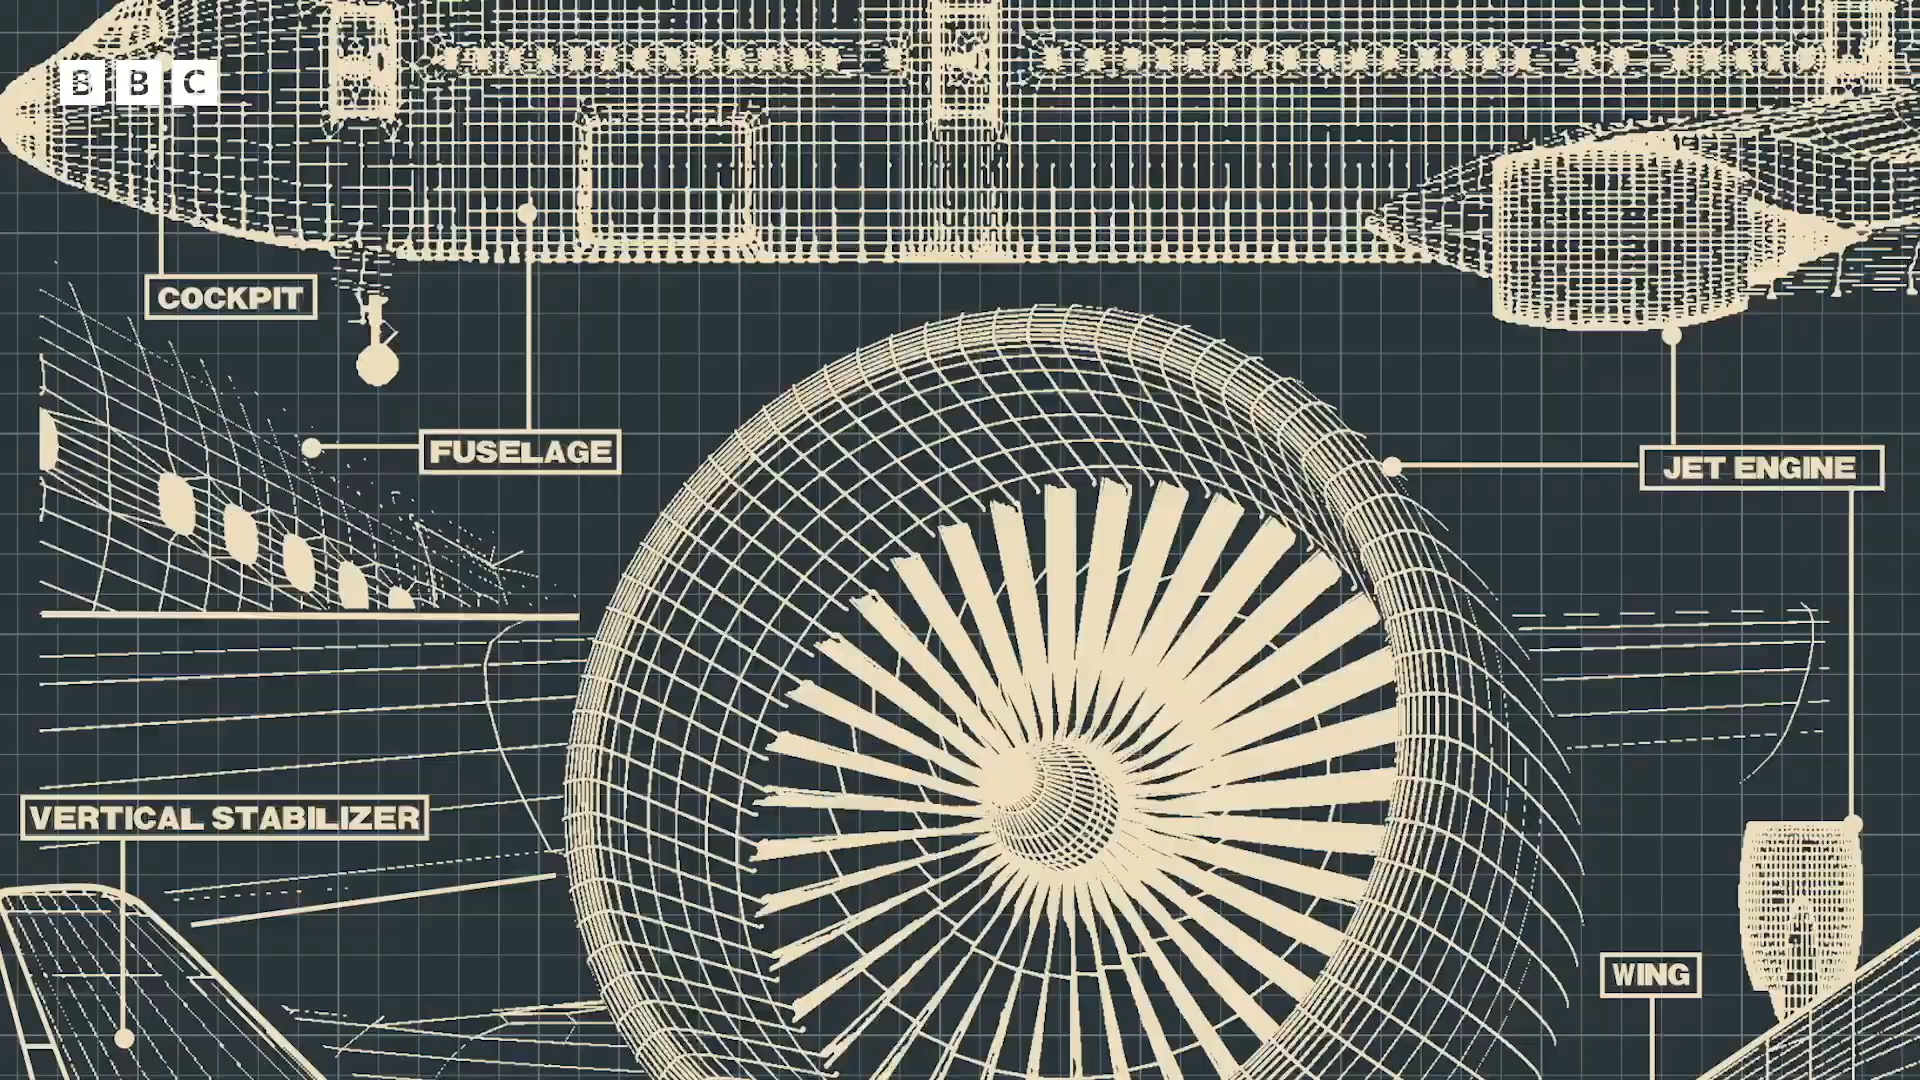 BBC
COCKPIT
FUSELAGE
JET ENGINE
VERTICAL STABILIZER
WING